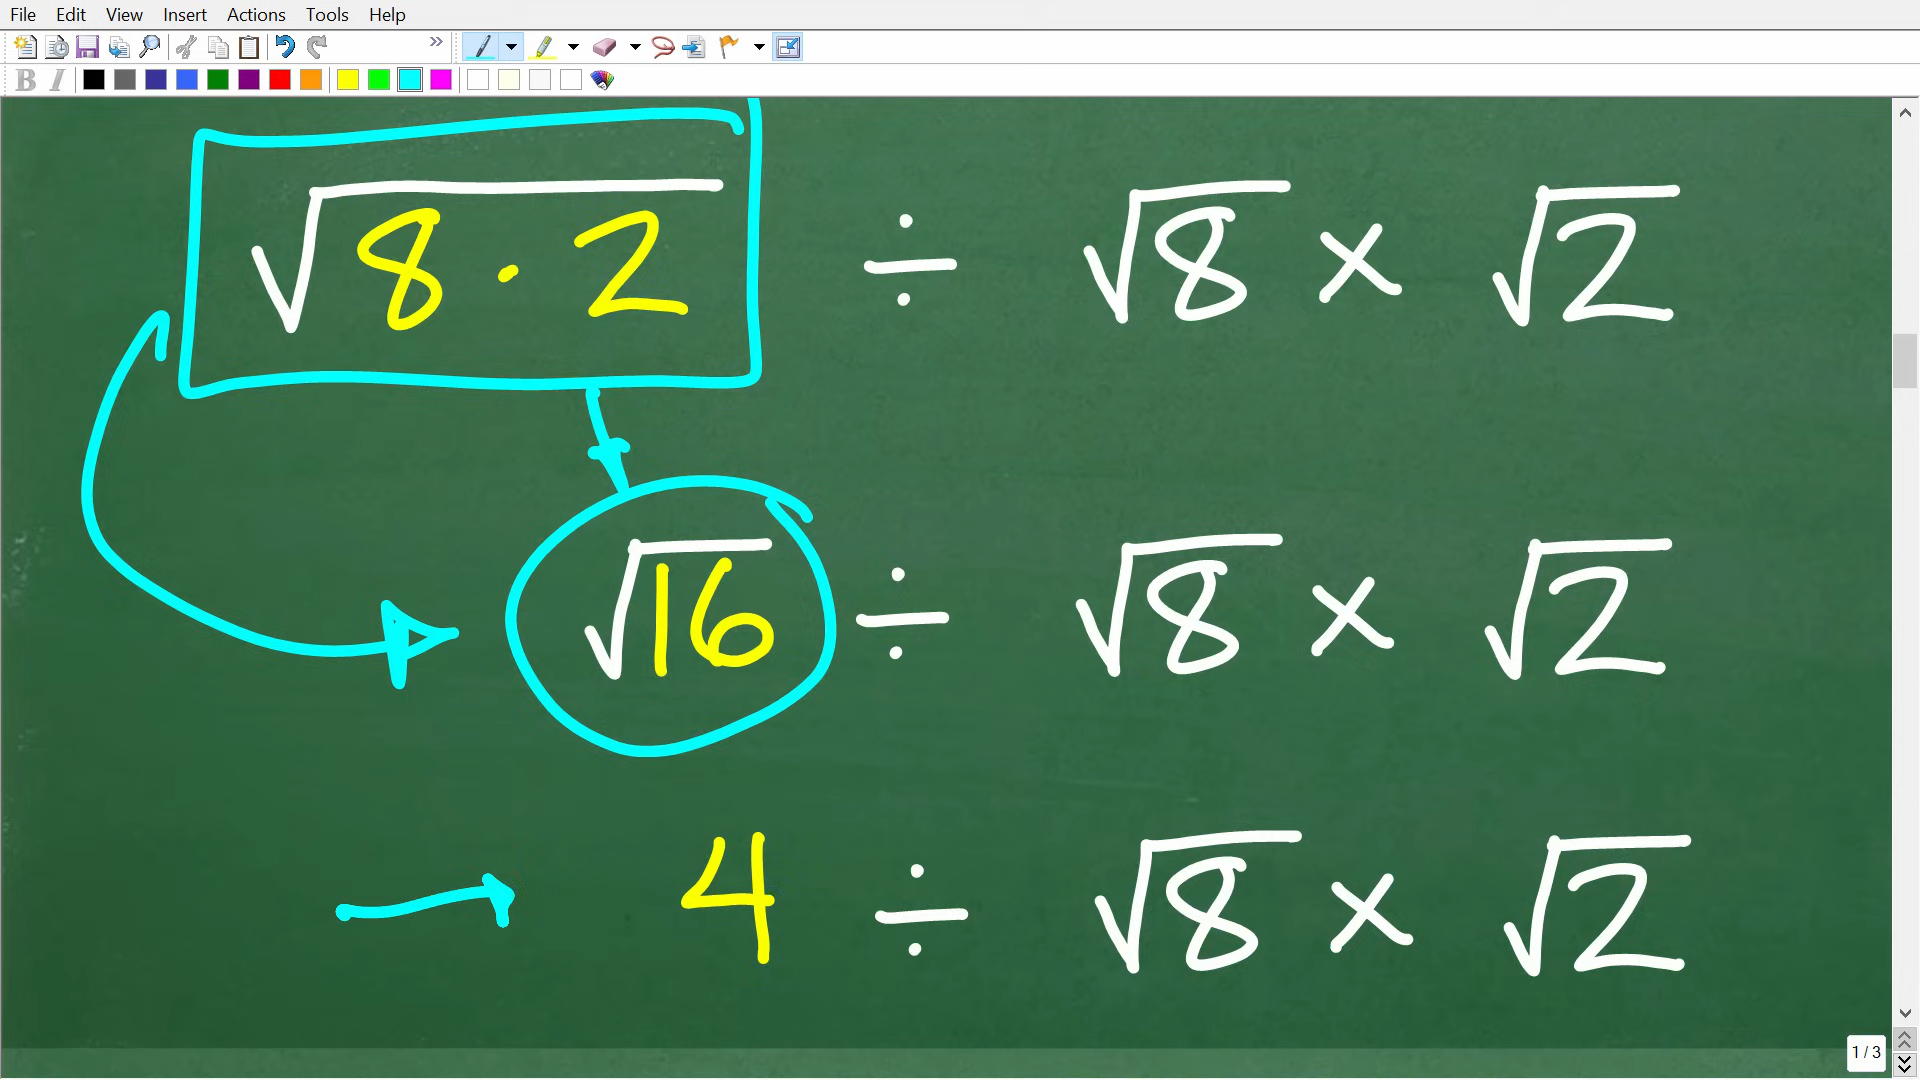 File Edit View Insert Actions Tools Help
» 
B I
√8 · 2 ÷ √8 × √2
√16 ÷ √8 × √2
4 ÷ √8 × √2
1 / 3